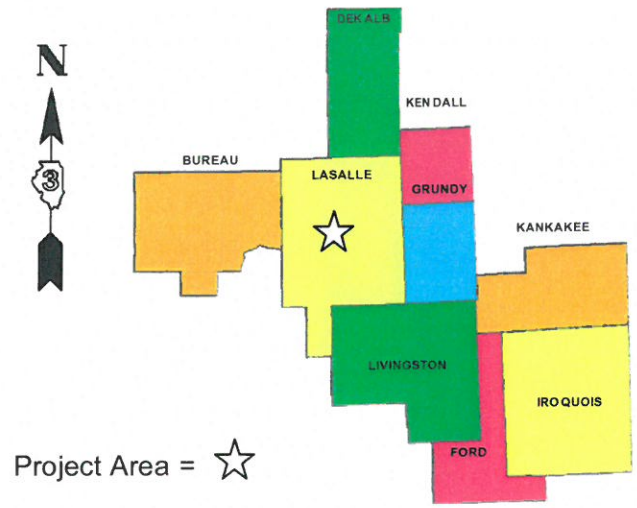 DEKALB
N
KENDALL
BUREAU
LASALLE
GRUNDY
3
KANKAKEE
LIVINGSTON
IROQUOIS
FORD
Project Area =